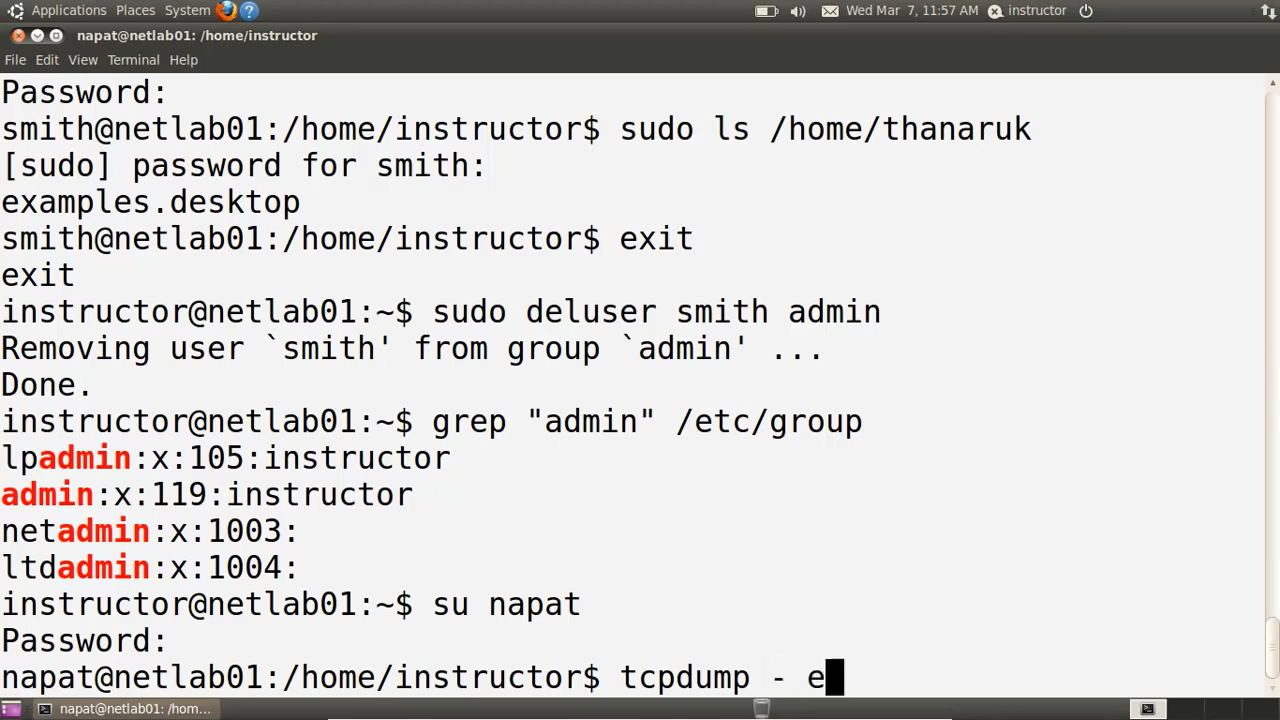 Applications Places System Wed Mar 7, 11:57 AM instructor
napat@netlab01: /home/instructor
File Edit View Terminal Help
Password:
smith@netlab01:/home/instructor$ sudo ls /home/thanaruk
[sudo] password for smith:
examples.desktop
smith@netlab01:/home/instructor$ exit
exit
instructor@netlab01:~$ sudo deluser smith admin
Removing user `smith' from group `admin' ...
Done.
instructor@netlab01:~$ grep "admin" /etc/group
lpadmin:x:105:instructor
admin:x:119:instructor
netadmin:x:1003:
ltdadmin:x:1004:
instructor@netlab01:~$ su napat
Password:
napat@netlab01:/home/instructor$ tcpdump - e
napat@netlab01: /hom...